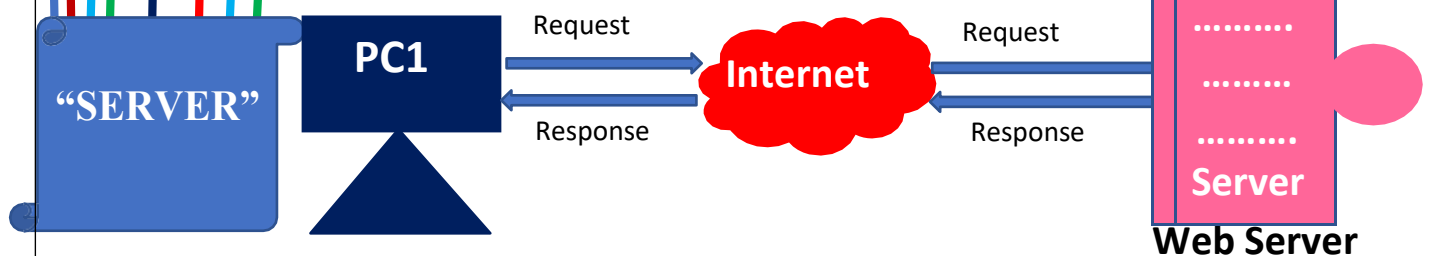 “SERVER”
PC1
Request
Response
Internet
Request
Response
……….
………
……….
Server
Web Server